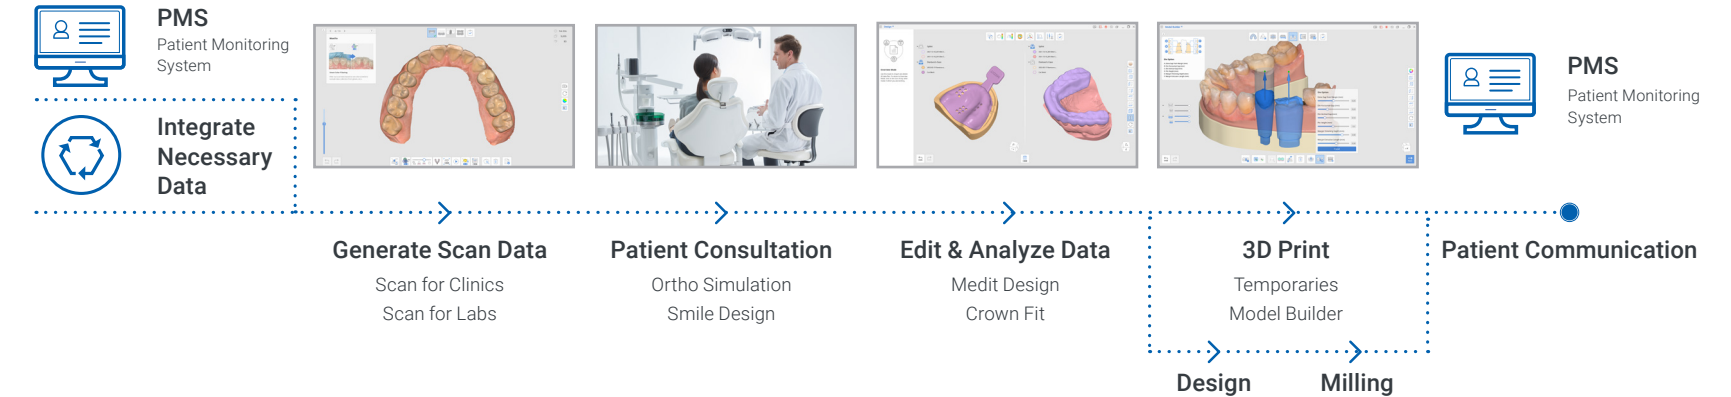 PMS
Patient Monitoring
System
Integrate
Necessary
Data
Generate Scan Data
Scan for Clinics
Scan for Labs
Patient Consultation
Ortho Simulation
Smile Design
Edit & Analyze Data
Medit Design
Crown Fit
3D Print
Temporaries
Model Builder
Design
Milling
PMS
Patient Monitoring
System
Patient Communication